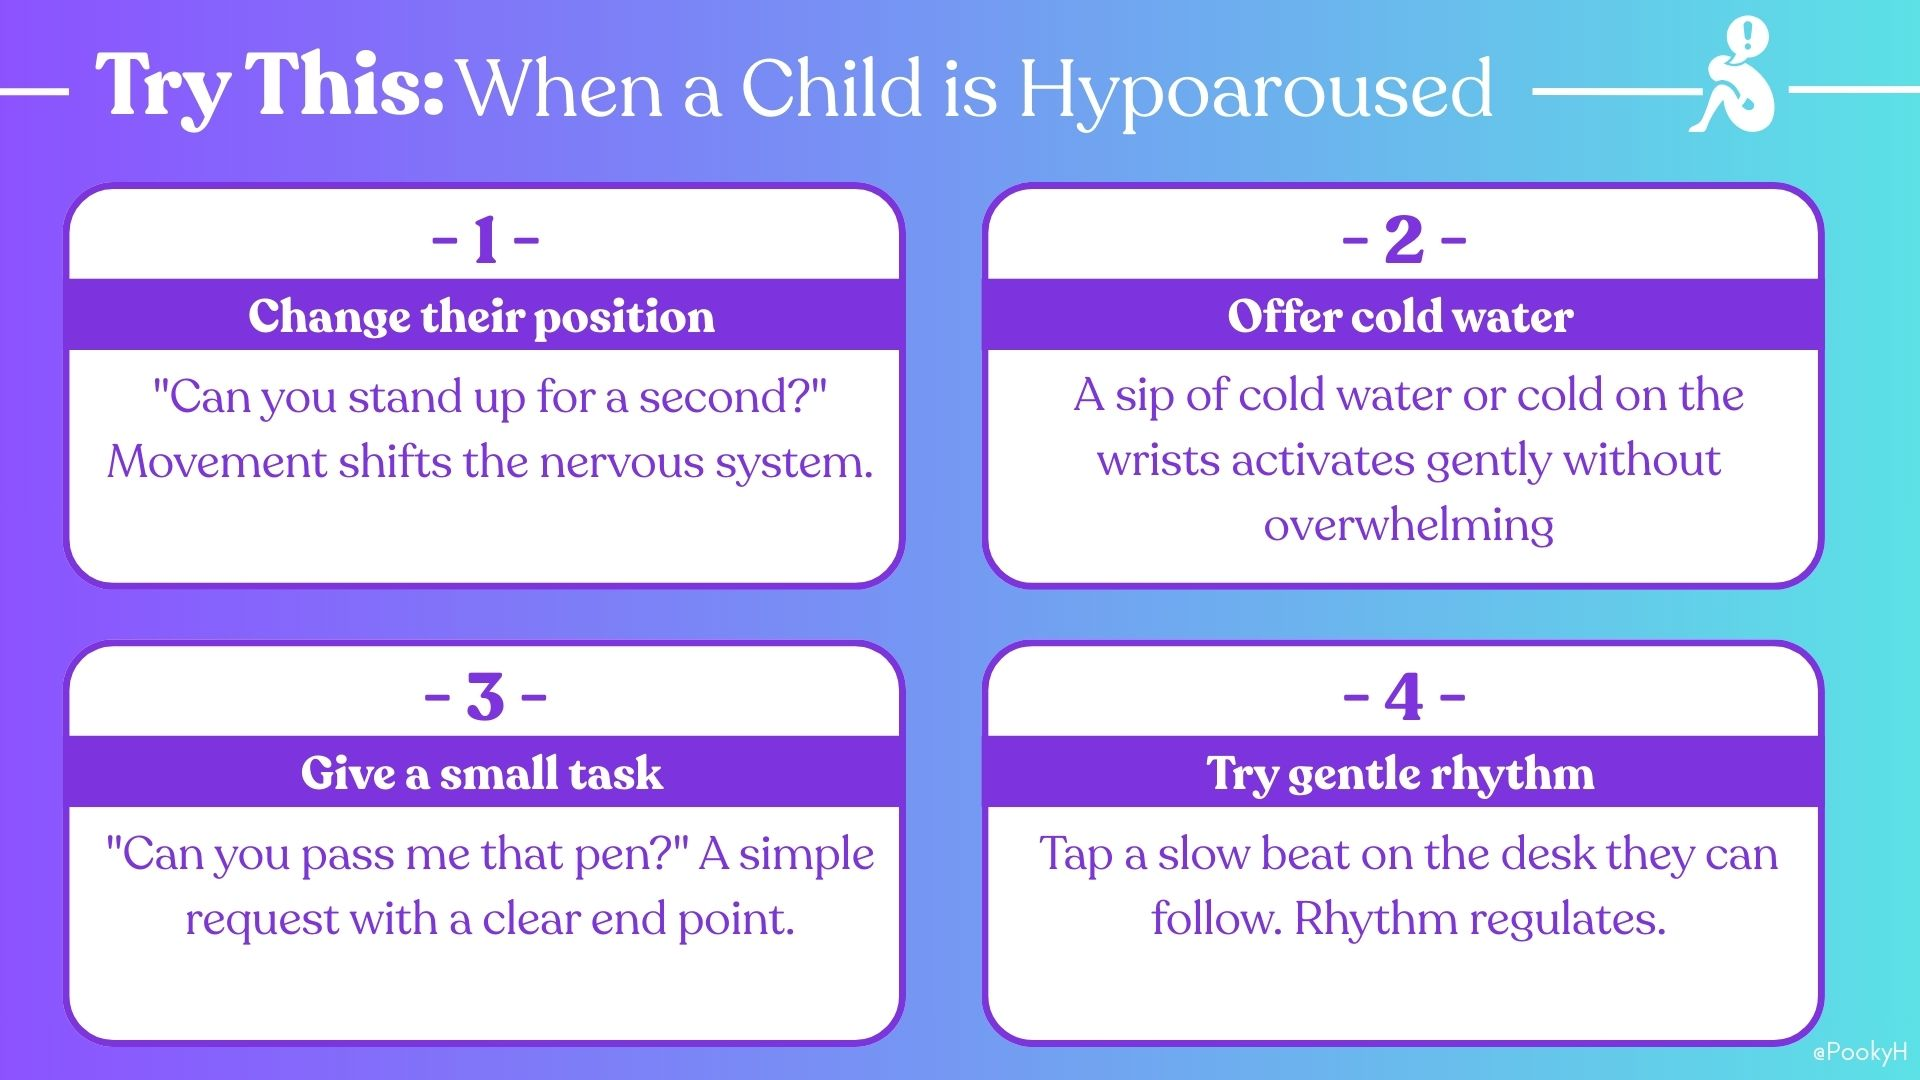 Try This: When a Child is Hypoaroused
- 1 -
Change their position
"Can you stand up for a second?"
Movement shifts the nervous system.
- 2 -
Offer cold water
A sip of cold water or cold on the
wrists activates gently without
overwhelming
- 3 -
Give a small task
"Can you pass me that pen?" A simple
request with a clear end point.
- 4 -
Try gentle rhythm
Tap a slow beat on the desk they can
follow. Rhythm regulates.
@PookyH